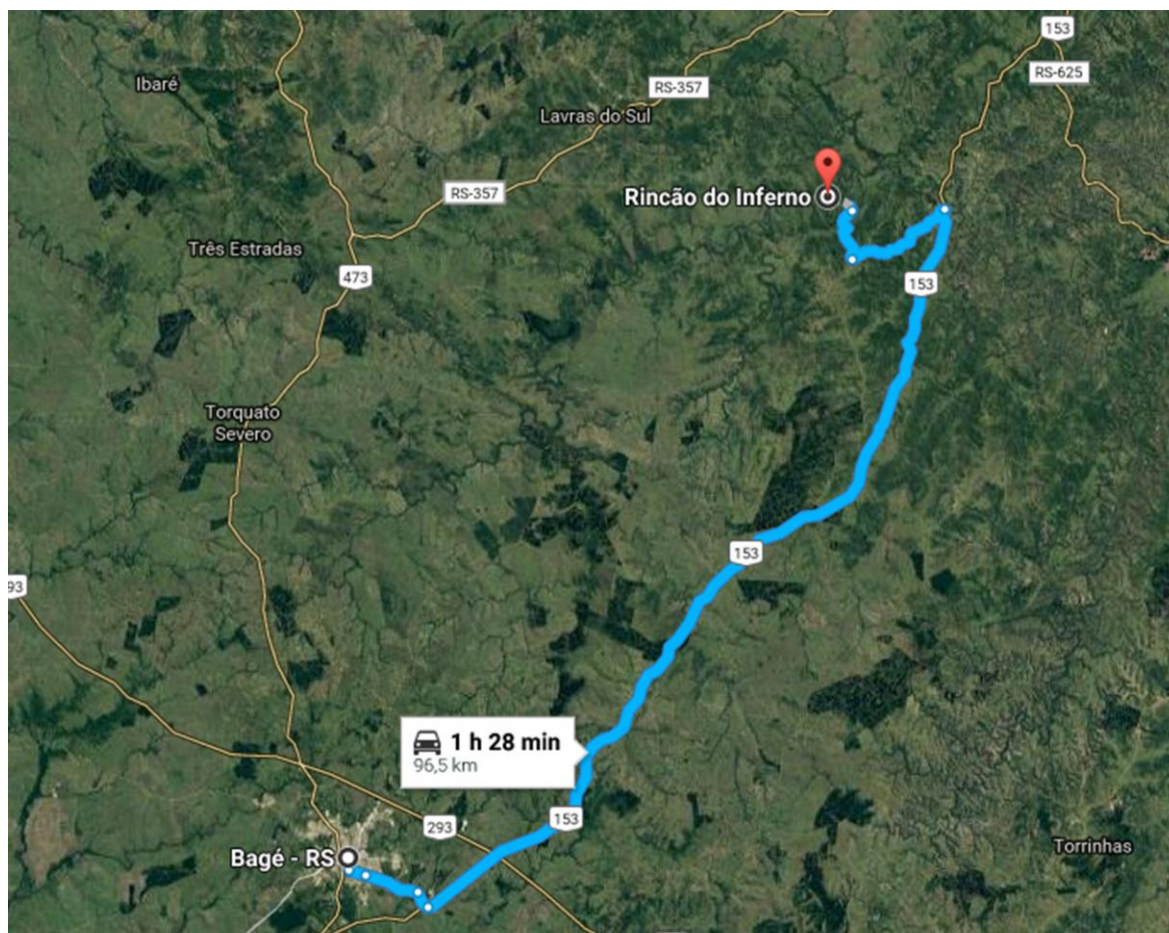 153
RS-625
Ibaré
RS-357
Lavras do Sul
RS-357
Rincão do Inferno
Três Estradas
473
153
Torquato
Severo
153
93
1 h 28 min
96,5 km
153
293
Bagé - RS
Torrinhas